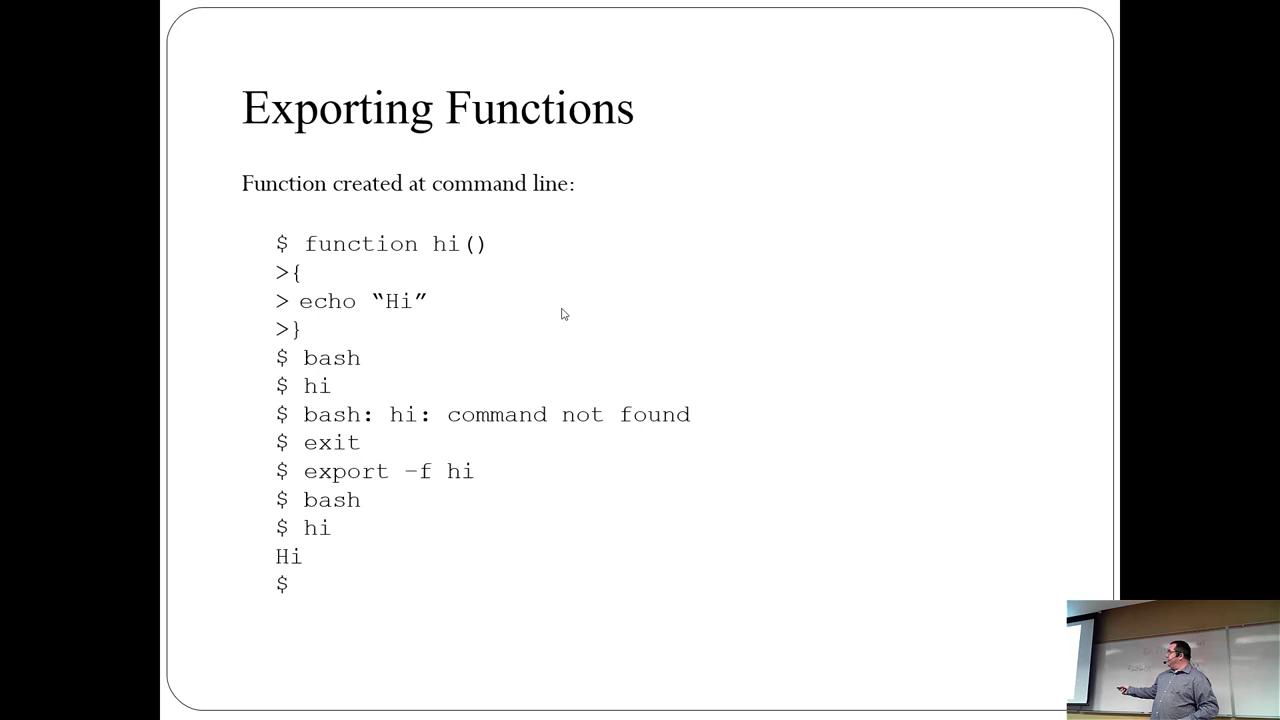 Exporting Functions
Function created at command line:
$ function hi()
>{
> echo “Hi”
>}
$ bash
$ hi
$ bash: hi: command not found
$ exit
$ export –f hi
$ bash
$ hi
Hi
$